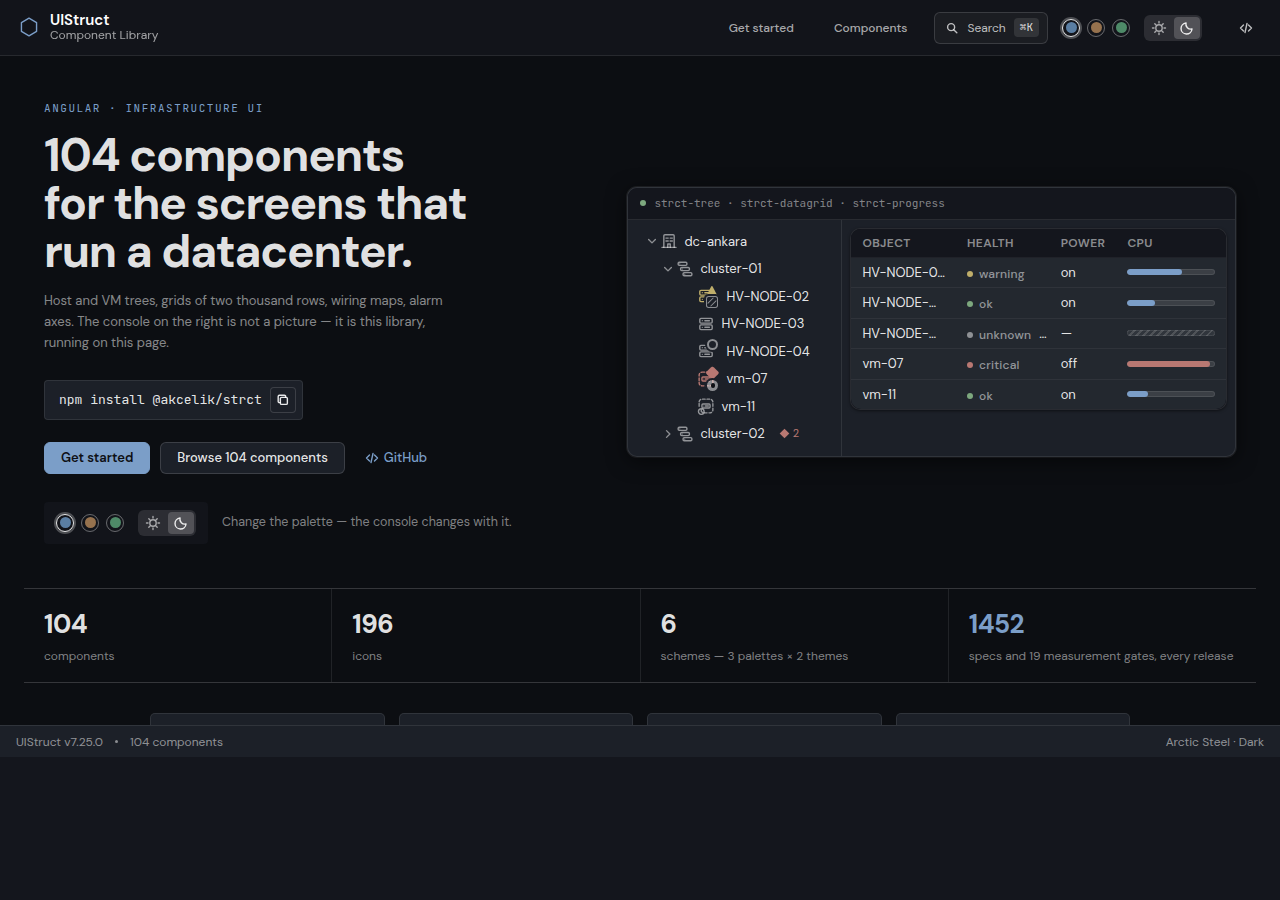 UIStruct
Component Library
Get started
Components
Search ⌘K
ANGULAR · INFRASTRUCTURE UI
104 components
for the screens that
run a datacenter.
Host and VM trees, grids of two thousand rows, wiring maps, alarm
axes. The console on the right is not a picture — it is this library,
running on this page.
npm install @akcelik/strct
Get started
Browse 104 components
GitHub
Change the palette — the console changes with it.
strct-tree · strct-datagrid · strct-progress
dc-ankara
cluster-01
HV-NODE-02
HV-NODE-03
HV-NODE-04
vm-07
vm-11
cluster-02 2
OBJECT HEALTH POWER CPU
HV-NODE-0… warning on
HV-NODE-… ok on
HV-NODE-… unknown … —
vm-07 critical off
vm-11 ok on
104
components
196
icons
6
schemes — 3 palettes × 2 themes
1452
specs and 19 measurement gates, every release
UIStruct v7.25.0 • 104 components
Arctic Steel · Dark